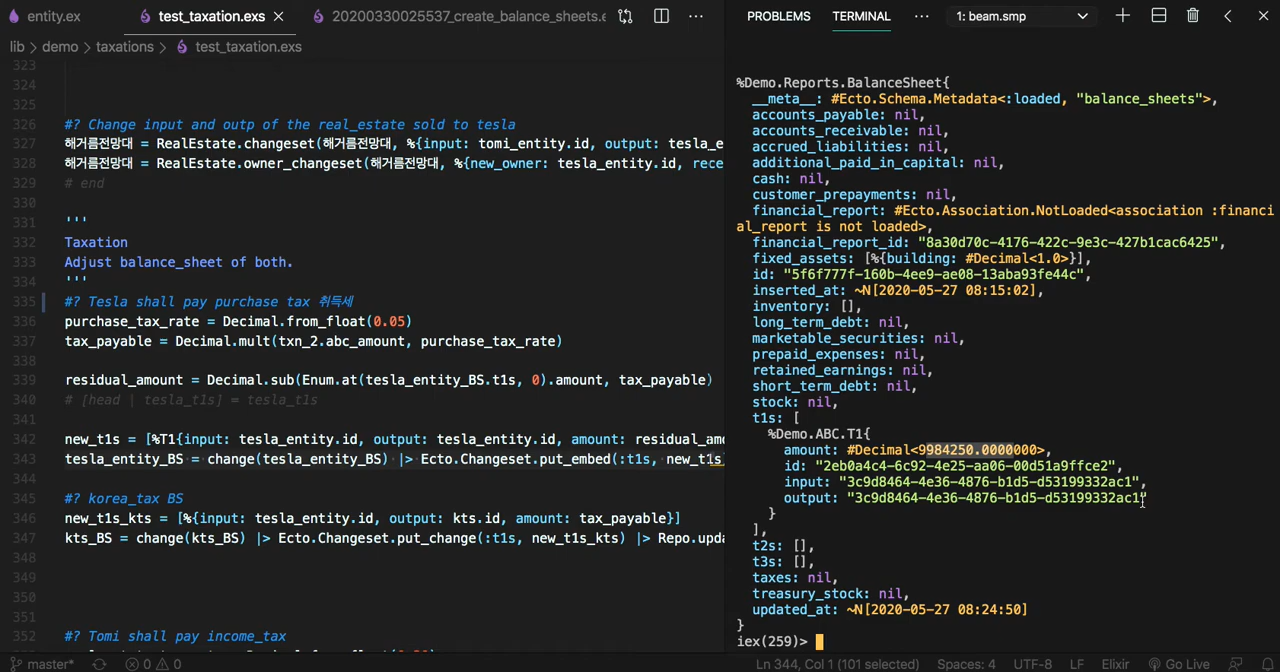 entity.ex
test_taxation.exs
20200330025537_create_balance_sheets.e
PROBLEMS
TERMINAL
1: beam.smp
lib > demo > taxations > test_taxation.exs
323
324
325
326 #? Change input and outp of the real_estate sold to tesla
327 해거름전망대 = RealEstate.changeset(해거름전망대, %{input: tomi_entity.id, output: tesla_e
328 해거름전망대 = RealEstate.owner_changeset(해거름전망대, %{new_owner: tesla_entity.id, rece
329 # end
330
331 '''
332 Taxation
333 Adjust balance_sheet of both.
334 '''
335 #? Tesla shall pay purchase tax 취득세
336 purchase_tax_rate = Decimal.from_float(0.05)
337 tax_payable = Decimal.mult(txn_2.abc_amount, purchase_tax_rate)
338
339 residual_amount = Decimal.sub(Enum.at(tesla_entity_BS.t1s, 0).amount, tax_payable)
340 # [head | tesla_t1s] = tesla_t1s
341
342 new_t1s = [%T1{input: tesla_entity.id, output: tesla_entity.id, amount: residual_amo
343 tesla_entity_BS = change(tesla_entity_BS) |> Ecto.Changeset.put_embed(:t1s, new_t1s
344
345 #? korea_tax BS
346 new_t1s_kts = [%{input: tesla_entity.id, output: kts.id, amount: tax_payable}]
347 kts_BS = change(kts_BS) |> Ecto.Changeset.put_change(:t1s, new_t1s_kts) |> Repo.upda
348
349
350
351
352 #? Tomi shall pay income_tax
%Demo.Reports.BalanceSheet{
__meta__: #Ecto.Schema.Metadata<:loaded, "balance_sheets">,
accounts_payable: nil,
accounts_receivable: nil,
accrued_liabilities: nil,
additional_paid_in_capital: nil,
cash: nil,
customer_prepayments: nil,
financial_report: #Ecto.Association.NotLoaded<association :financi
al_report is not loaded>,
financial_report_id: "8a30d70c-4176-422c-9e3c-427b1cac6425",
fixed_assets: [%{building: #Decimal<1.0>}],
id: "5f6f777f-160b-4ee9-ae08-13aba93fe44c",
inserted_at: ~N[2020-05-27 08:15:02],
inventory: [],
long_term_debt: nil,
marketable_securities: nil,
prepaid_expenses: nil,
retained_earnings: nil,
short_term_debt: nil,
stock: nil,
t1s: [
%Demo.ABC.T1{
amount: #Decimal<9984250.0000000>,
id: "2eb0a4c4-6c92-4e25-aa06-00d51a9ffce2",
input: "3c9d8464-4e36-4876-b1d5-d53199332ac1",
output: "3c9d8464-4e36-4876-b1d5-d53199332ac1"
}
],
t2s: [],
t3s: [],
taxes: nil,
treasury_stock: nil,
updated_at: ~N[2020-05-27 08:24:50]
}
iex(259)>
master* 0 0 Ln 344, Col 1 (101 selected) Spaces: 4 UTF-8 LF Elixir Go Live